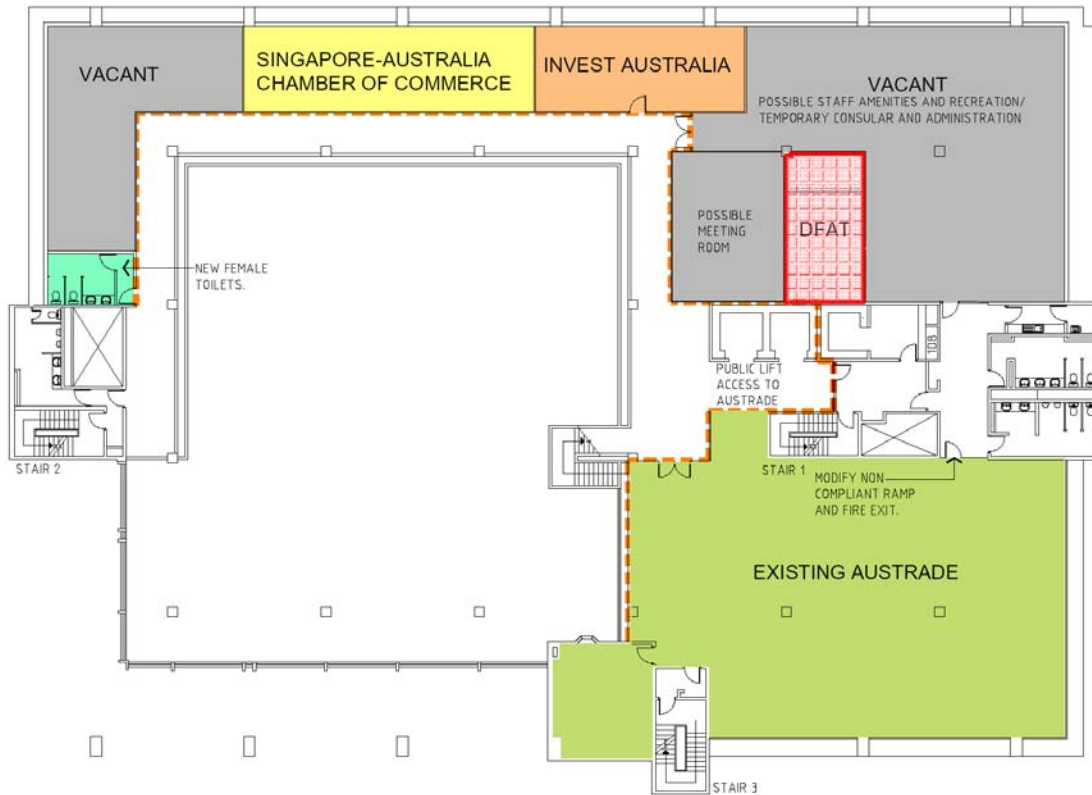 VACANT
SINGAPORE-AUSTRALIA
CHAMBER OF COMMERCE
INVEST AUSTRALIA
VACANT
POSSIBLE STAFF AMENITIES AND RECREATION/
TEMPORARY CONSULAR AND ADMINISTRATION
POSSIBLE
MEETING
ROOM
DFAT
NEW FEMALE
TOILETS.
TDB
PUBLIC LIFT
ACCESS TO
AUSTRADE
STAIR 2
STAIR 1
MODIFY NON
COMPLIANT RAMP
AND FIRE EXIT.
EXISTING AUSTRADE
STAIR 3